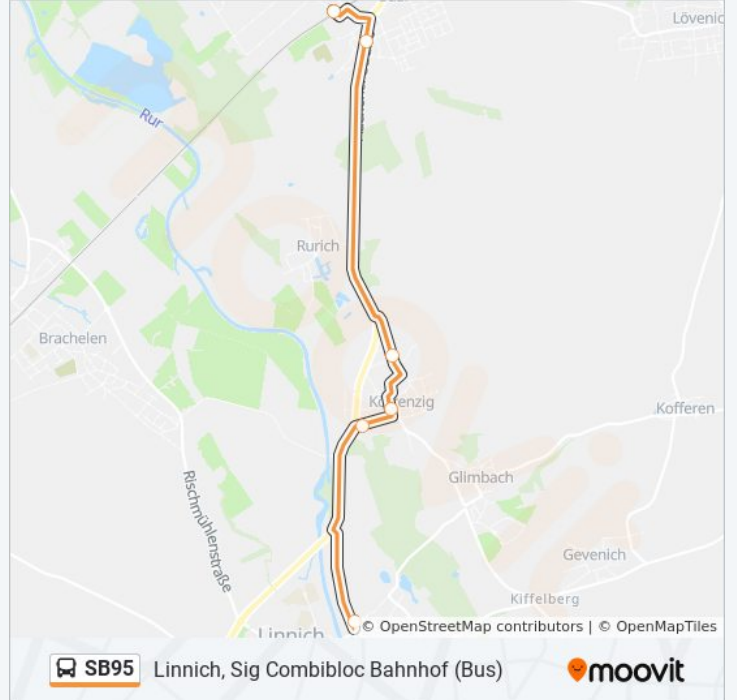 Lövenic
Rur
Rurich
Brachelen
Kofferen
Glimbach
Rischmühlenstraße
Gevenich
Kiffelberg
© OpenStreetMap contributors | © OpenMapTiles
Linnich
SB95 Linnich, Sig Combibloc Bahnhof (Bus) moovit